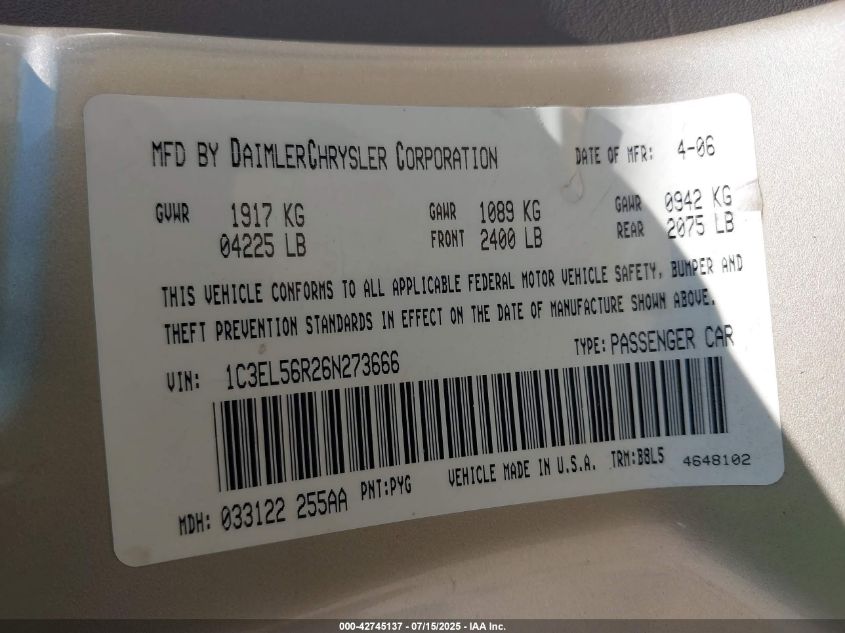 MFD BY DAIMLERCHRYSLER CORPORATION DATE OF MFR: 4-06
GVWR 1917 KG GAWR 1089 KG GAWR 0942 KG
04225 LB FRONT 2400 LB REAR 2075 LB
THIS VEHICLE CONFORMS TO ALL APPLICABLE FEDERAL MOTOR VEHICLE SAFETY, BUMPER AND
THEFT PREVENTION STANDARDS IN EFFECT ON THE DATE OF MANUFACTURE SHOWN ABOVE.
VIN: 1C3EL56R26N273666 TYPE: PASSENGER CAR
MDH: 033122 255AA PNT:PYG VEHICLE MADE IN U.S.A. TRM:B8L5 4648102
000-42745137 - 07/15/2025 - IAA Inc.